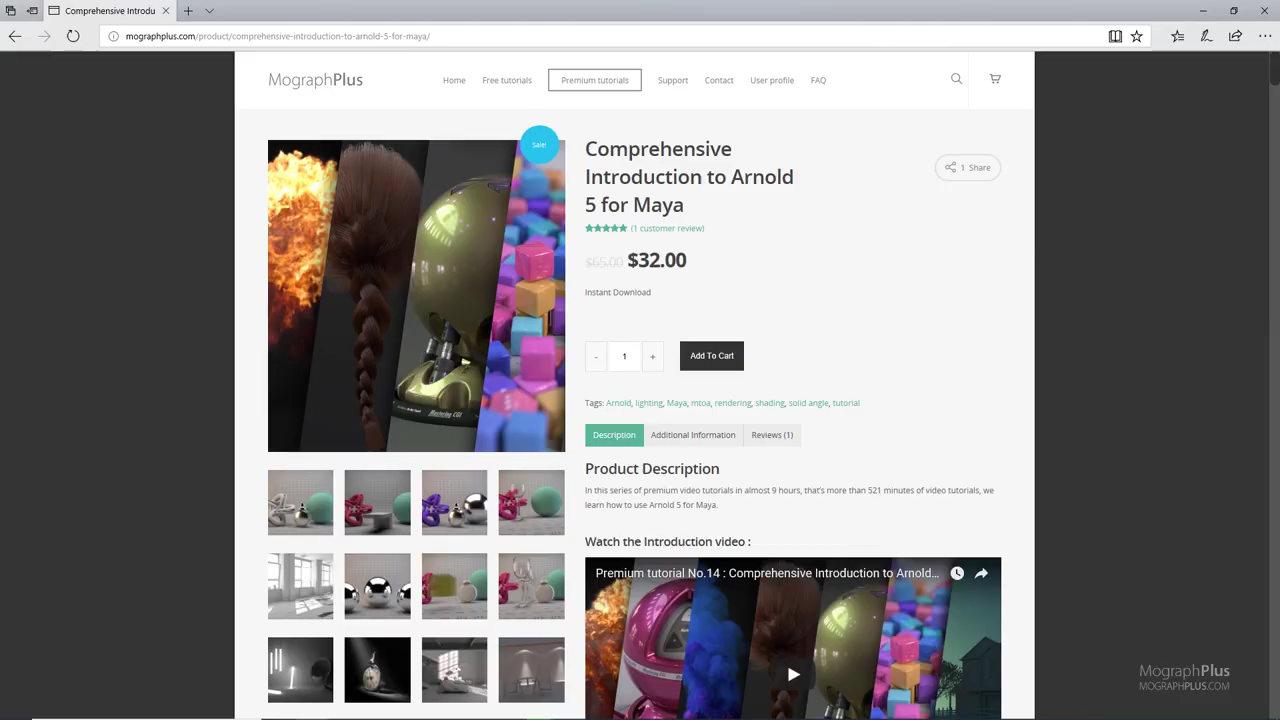 Comprehensive Introdu
mographplus.com/product/comprehensive-introduction-to-arnold-5-for-maya/
MographPlus
Home
Free tutorials
Premium tutorials
Support
Contact
User profile
FAQ
Sale!
Comprehensive
Introduction to Arnold
5 for Maya
1 Share
(1 customer review)
$65.00 $32.00
Instant Download
- 1 +
Add To Cart
Tags: Arnold, lighting, Maya, mtoa, rendering, shading, solid angle, tutorial
Description
Additional Information
Reviews (1)
Mastering CGI
Product Description
In this series of premium video tutorials in almost 9 hours, that's more than 521 minutes of video tutorials, we
learn how to use Arnold 5 for Maya.
Watch the Introduction video :
Premium tutorial No.14 : Comprehensive Introduction to Arnold...
MographPlus
MOGRAPHPLUS.COM